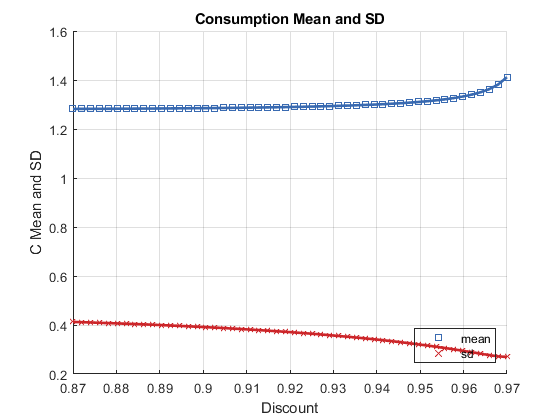 Consumption Mean and SD
1.6
1.4
1.2
1
0.8
0.6
0.4
0.2
C Mean and SD
mean
sd
0.87 0.88 0.89 0.9 0.91 0.92 0.93 0.94 0.95 0.96 0.97
Discount